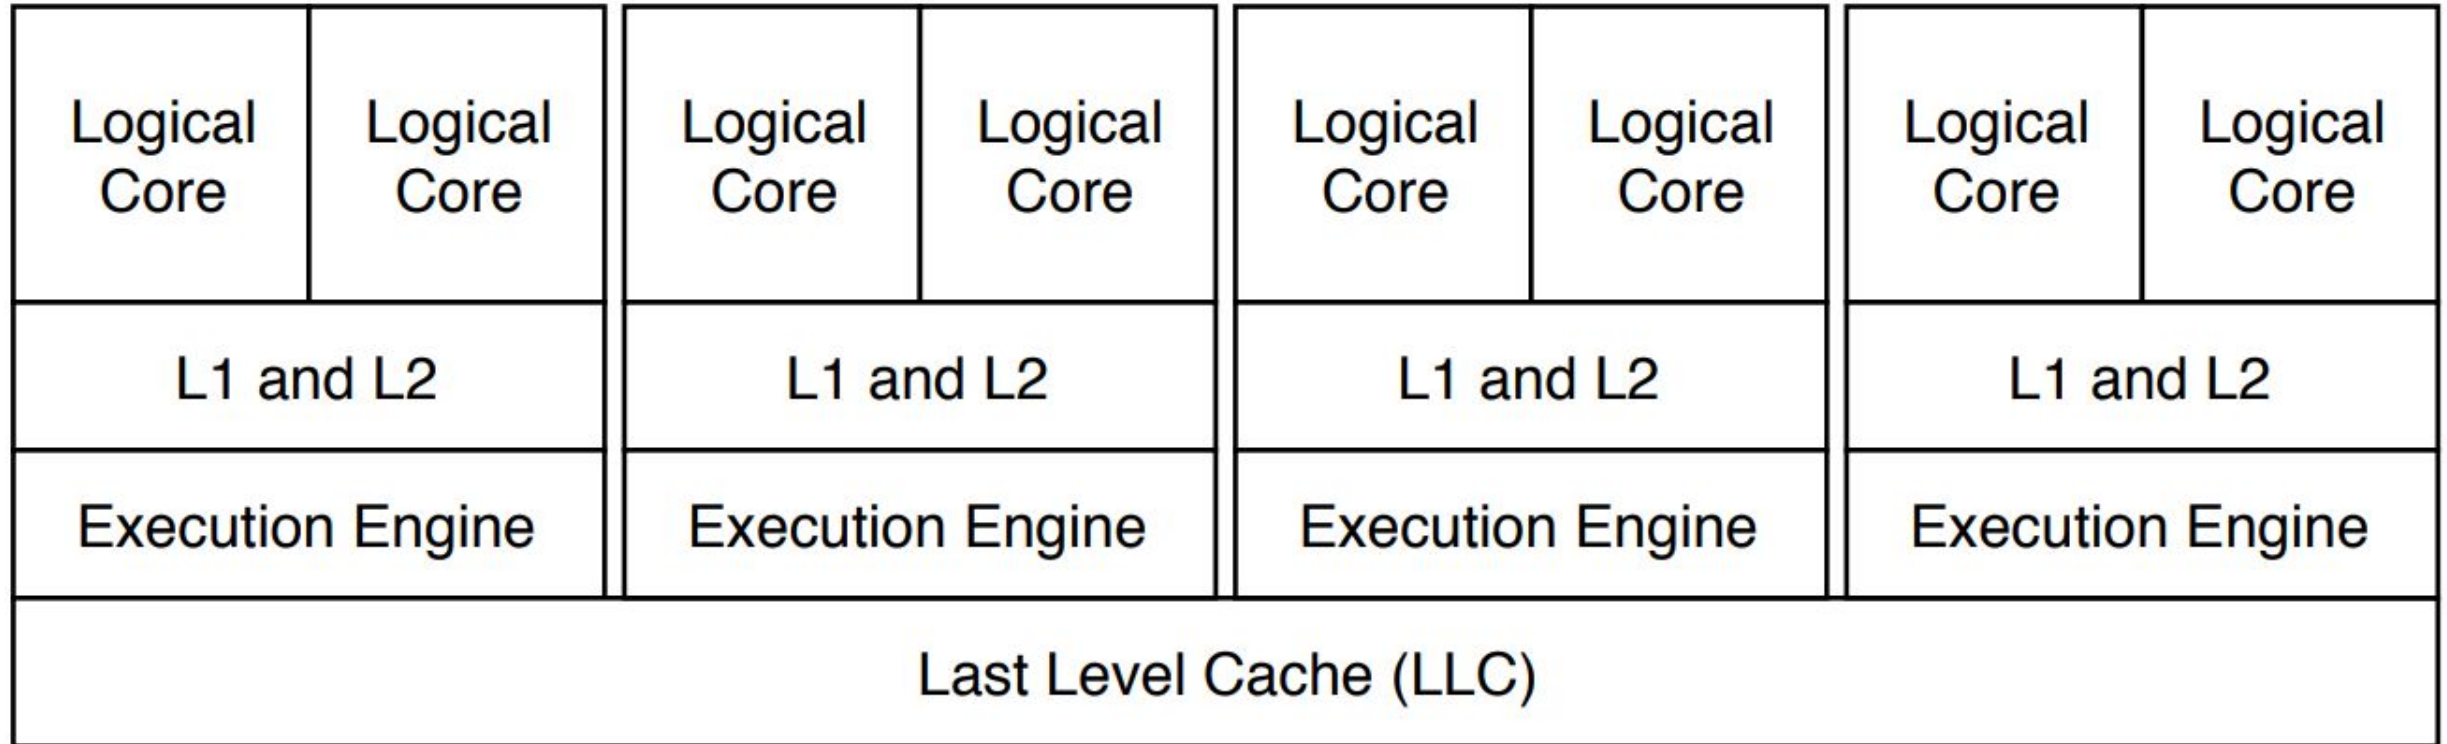 Logical Logical Logical Logical Logical Logical Logical Logical
Core Core Core Core Core Core Core Core
L1 and L2 L1 and L2 L1 and L2 L1 and L2
Execution Engine Execution Engine Execution Engine Execution Engine
Last Level Cache (LLC)